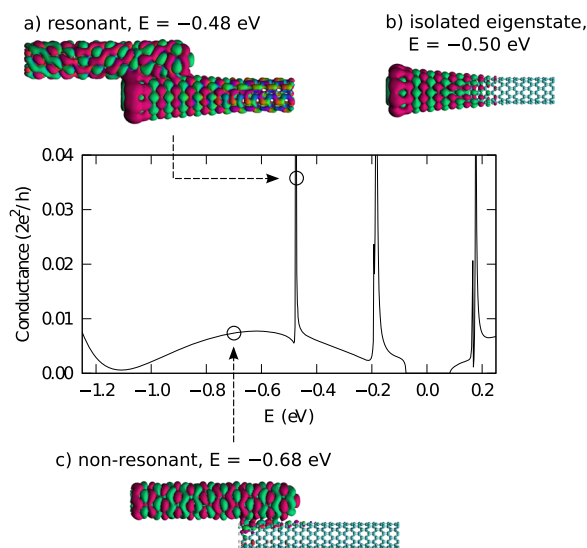 a) resonant, E = −0.48 eV
b) isolated eigenstate,
E = −0.50 eV
0.04
0.03
0.02
0.01
0.00
Conductance (2e²/h)
−1.2 −1.0 −0.8 −0.6 −0.4 −0.2 0.0 0.2
E (eV)
c) non-resonant, E = −0.68 eV